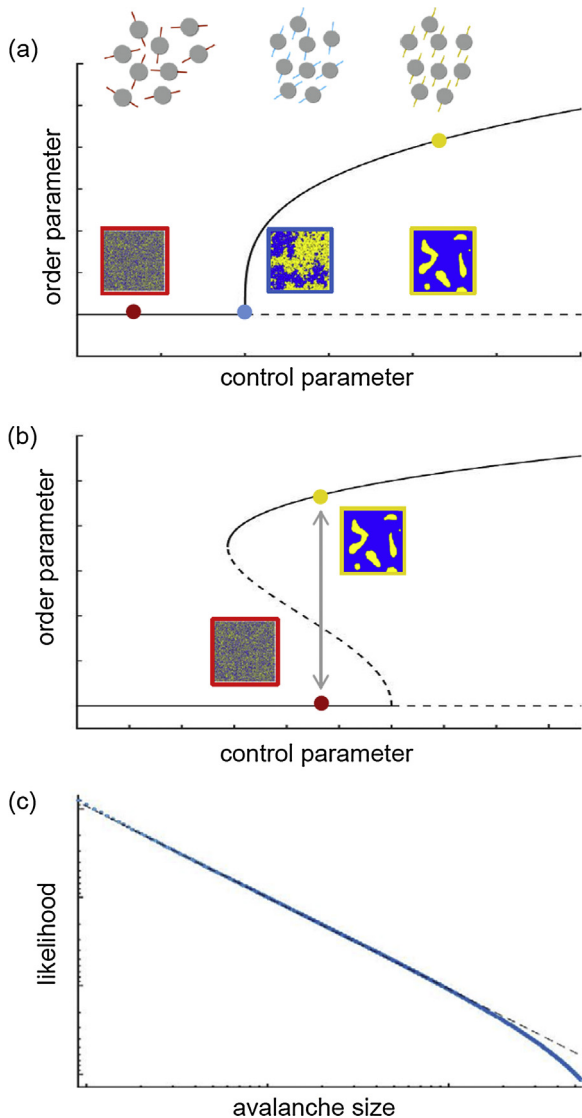 (a)
order parameter
control parameter
(b)
order parameter
control parameter
(c)
likelihood
avalanche size